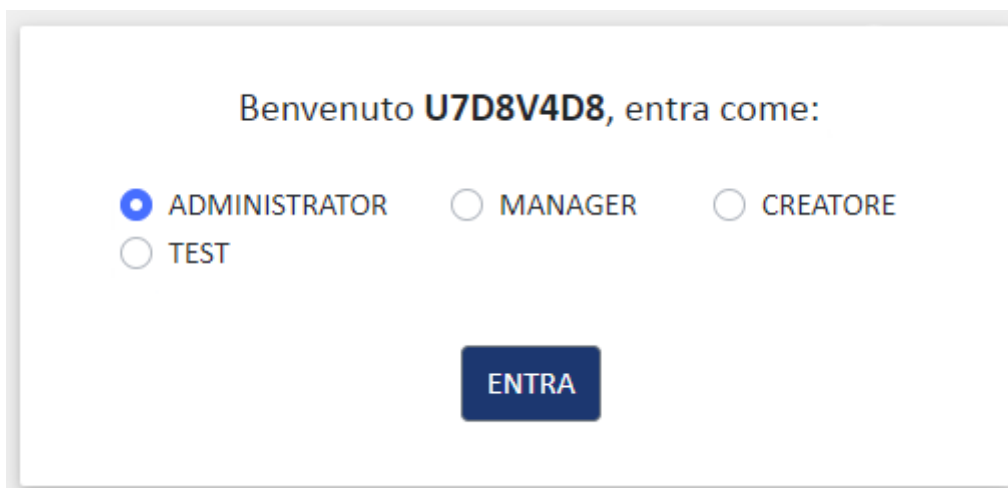 Benvenuto U7D8V4D8, entra come:
ADMINISTRATOR MANAGER CREATORE
TEST
ENTRA